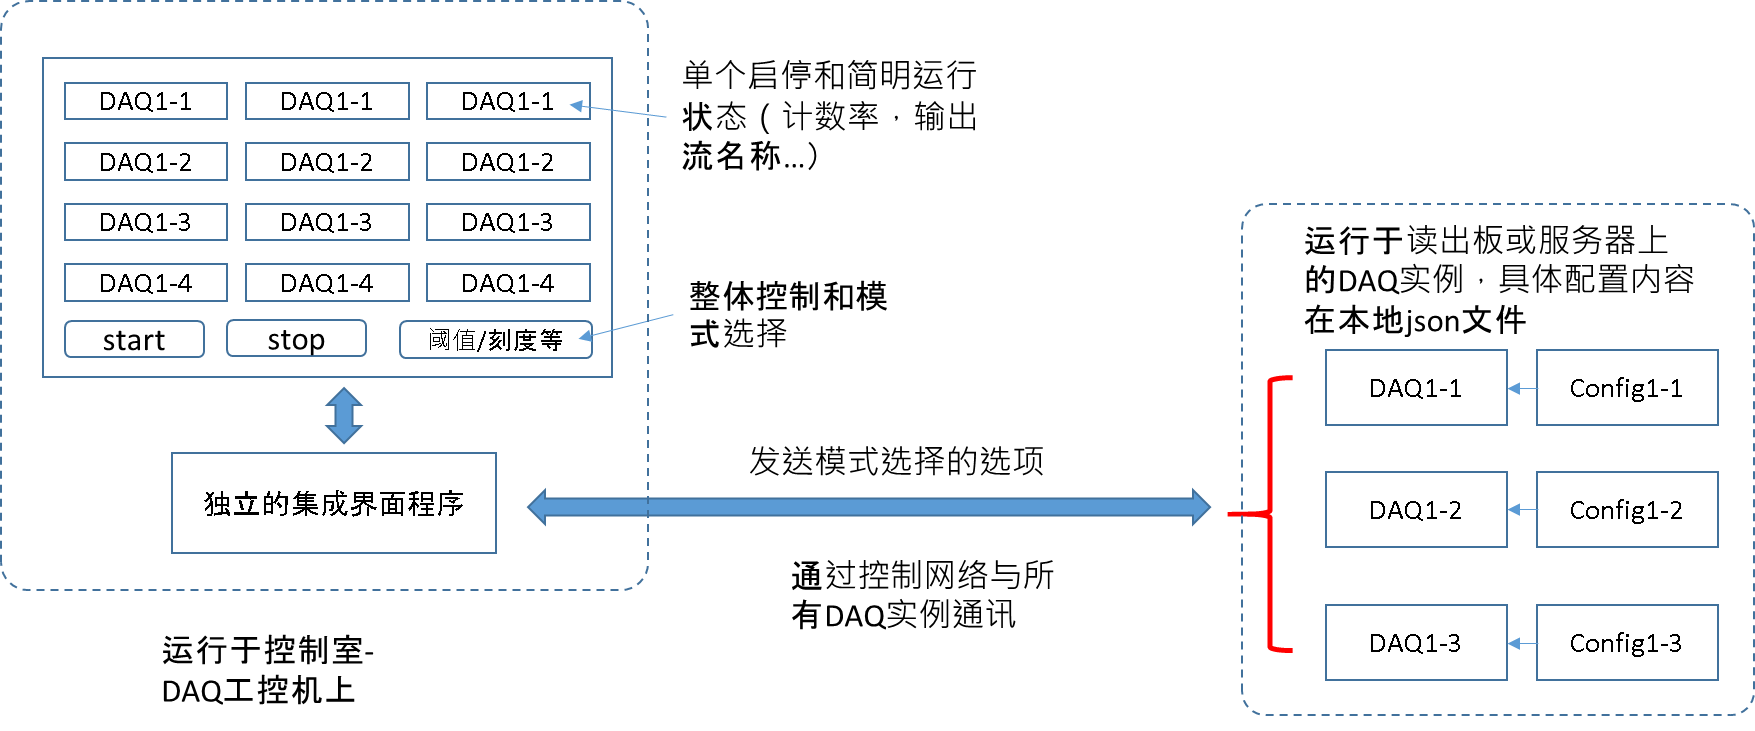 DAQ1-1 DAQ1-1 DAQ1-1
DAQ1-2 DAQ1-2 DAQ1-2
DAQ1-3 DAQ1-3 DAQ1-3
DAQ1-4 DAQ1-4 DAQ1-4
start stop 阈值/刻度等
单个启停和简明运行
状态（计数率，输出
流名称...）
整体控制和模
式选择
独立的集成界面程序
运行于控制室-
DAQ工控机上
发送模式选择的选项
通过控制网络与所
有DAQ实例通讯
运行于读出板或服务器上
的DAQ实例，具体配置内容
在本地json文件
DAQ1-1 Config1-1
DAQ1-2 Config1-2
DAQ1-3 Config1-3